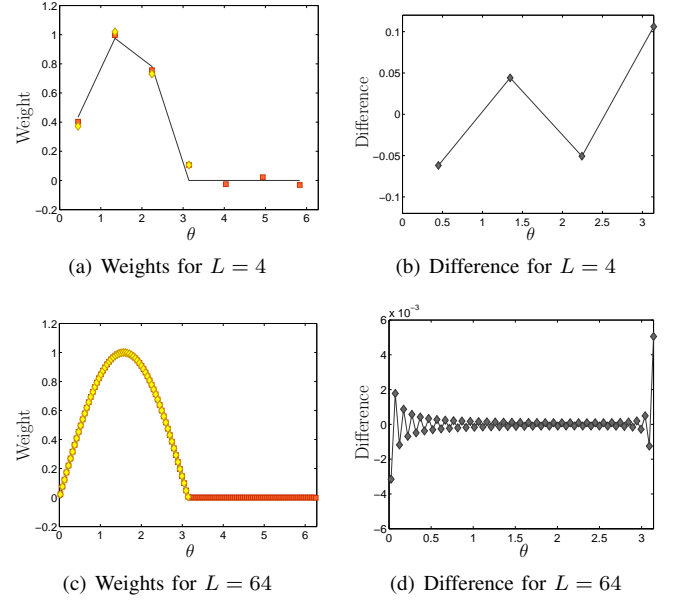 1.2
1
0.8
0.6
0.4
0.2
0
−0.2
Weight
0 1 2 3 4 5 6
θ
(a) Weights for L = 4
0.1
0.05
0
−0.05
−0.1
Difference
0 0.5 1 1.5 2 2.5 3
θ
(b) Difference for L = 4
1.2
1
0.8
0.6
0.4
0.2
0
−0.2
Weight
0 1 2 3 4 5 6
θ
(c) Weights for L = 64
x 10⁻³
6
4
2
0
−2
−4
−6
Difference
0 0.5 1 1.5 2 2.5 3
θ
(d) Difference for L = 64